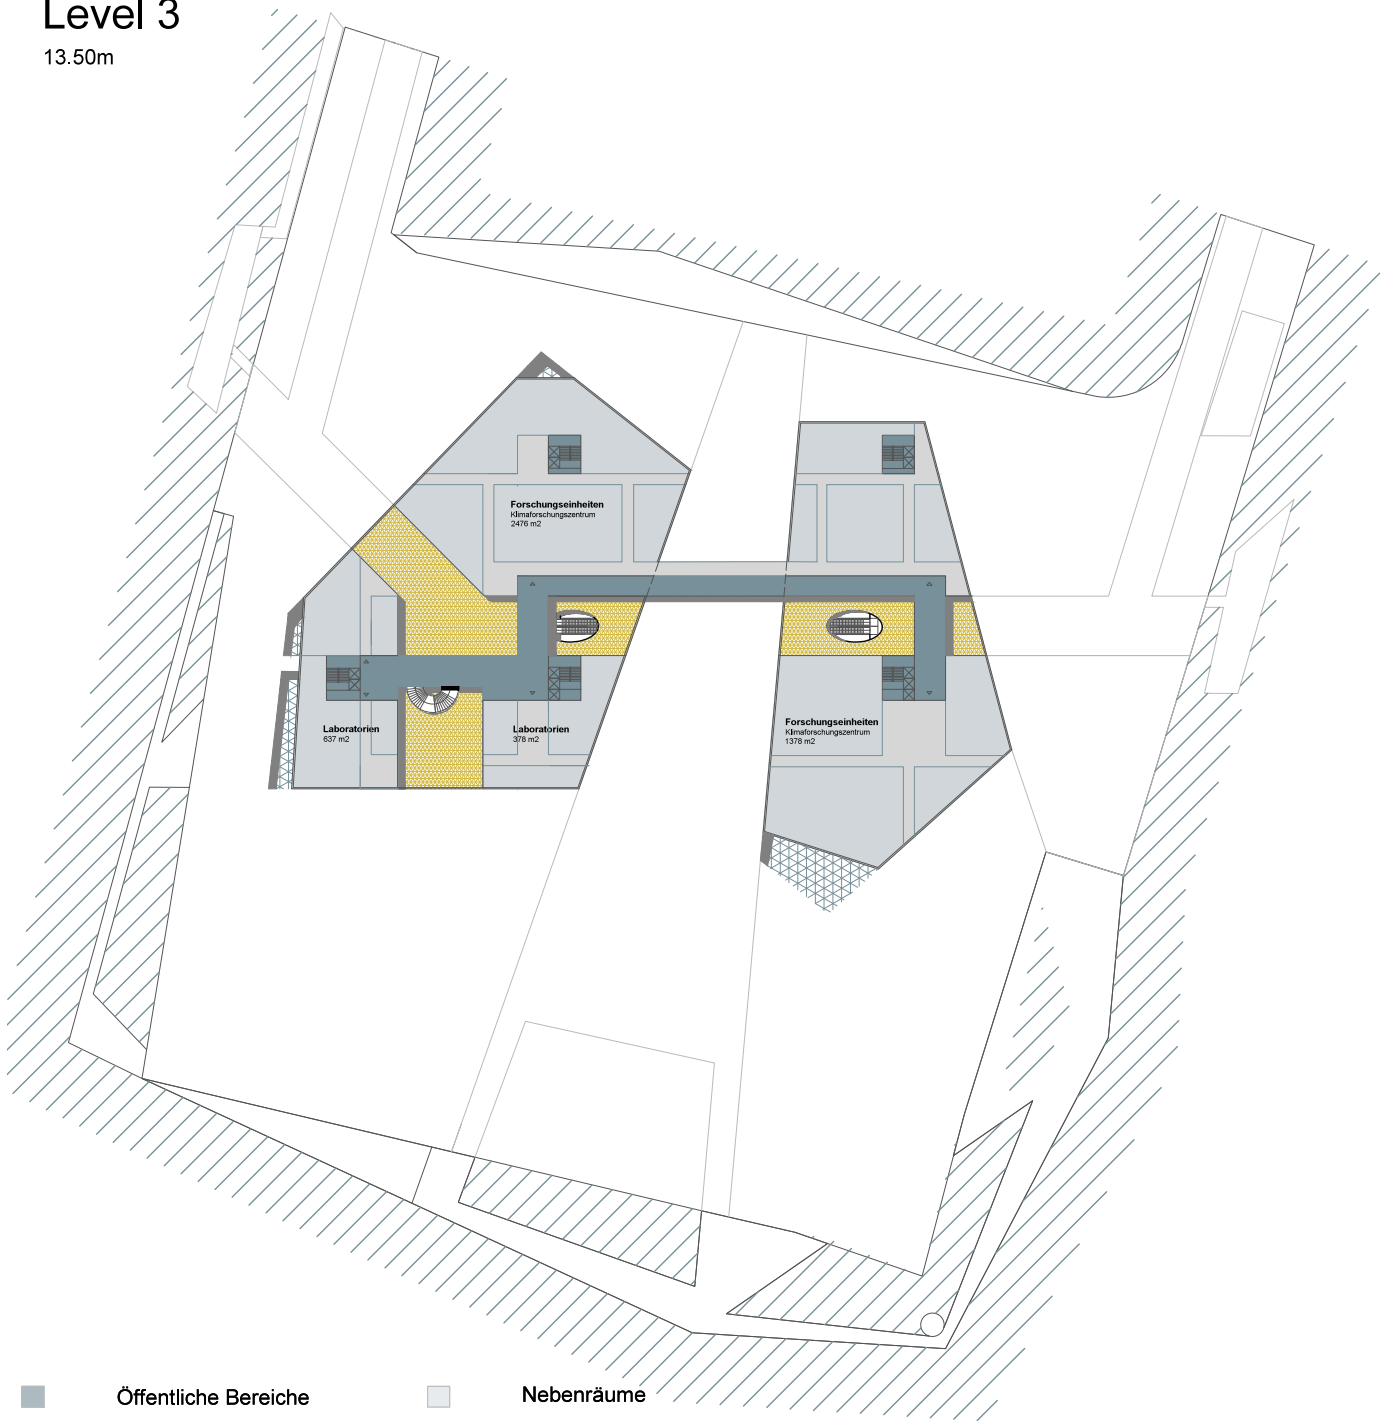 Level 3
13.50m
Forschungseinheiten
Klimaforschungszentrum
2476 m2
Laboratorien
637 m2
Laboratorien
378 m2
Forschungseinheiten
Klimaforschungszentrum
1378 m2
Öffentliche Bereiche
Nebenräume